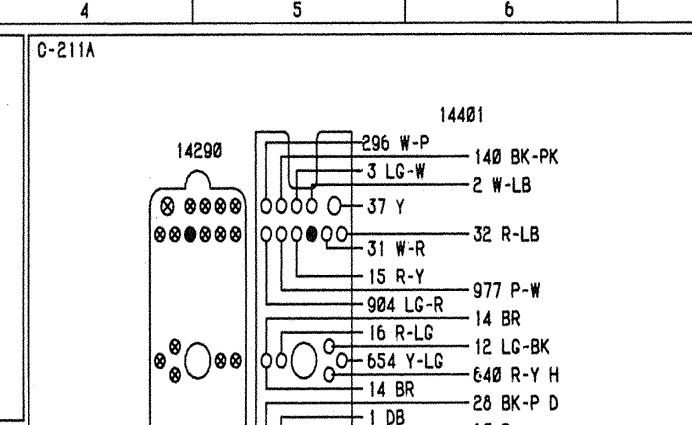 4 5 6
C-211A
14401
14290
296 W-P
140 BK-PK
3 LG-W
2 W-LB
37 Y
32 R-LB
31 W-R
15 R-Y
977 P-W
904 LG-R
14 BR
16 R-LG
12 LG-BK
654 Y-LG
640 R-Y H
14 BR
28 BK-P D
1 DB